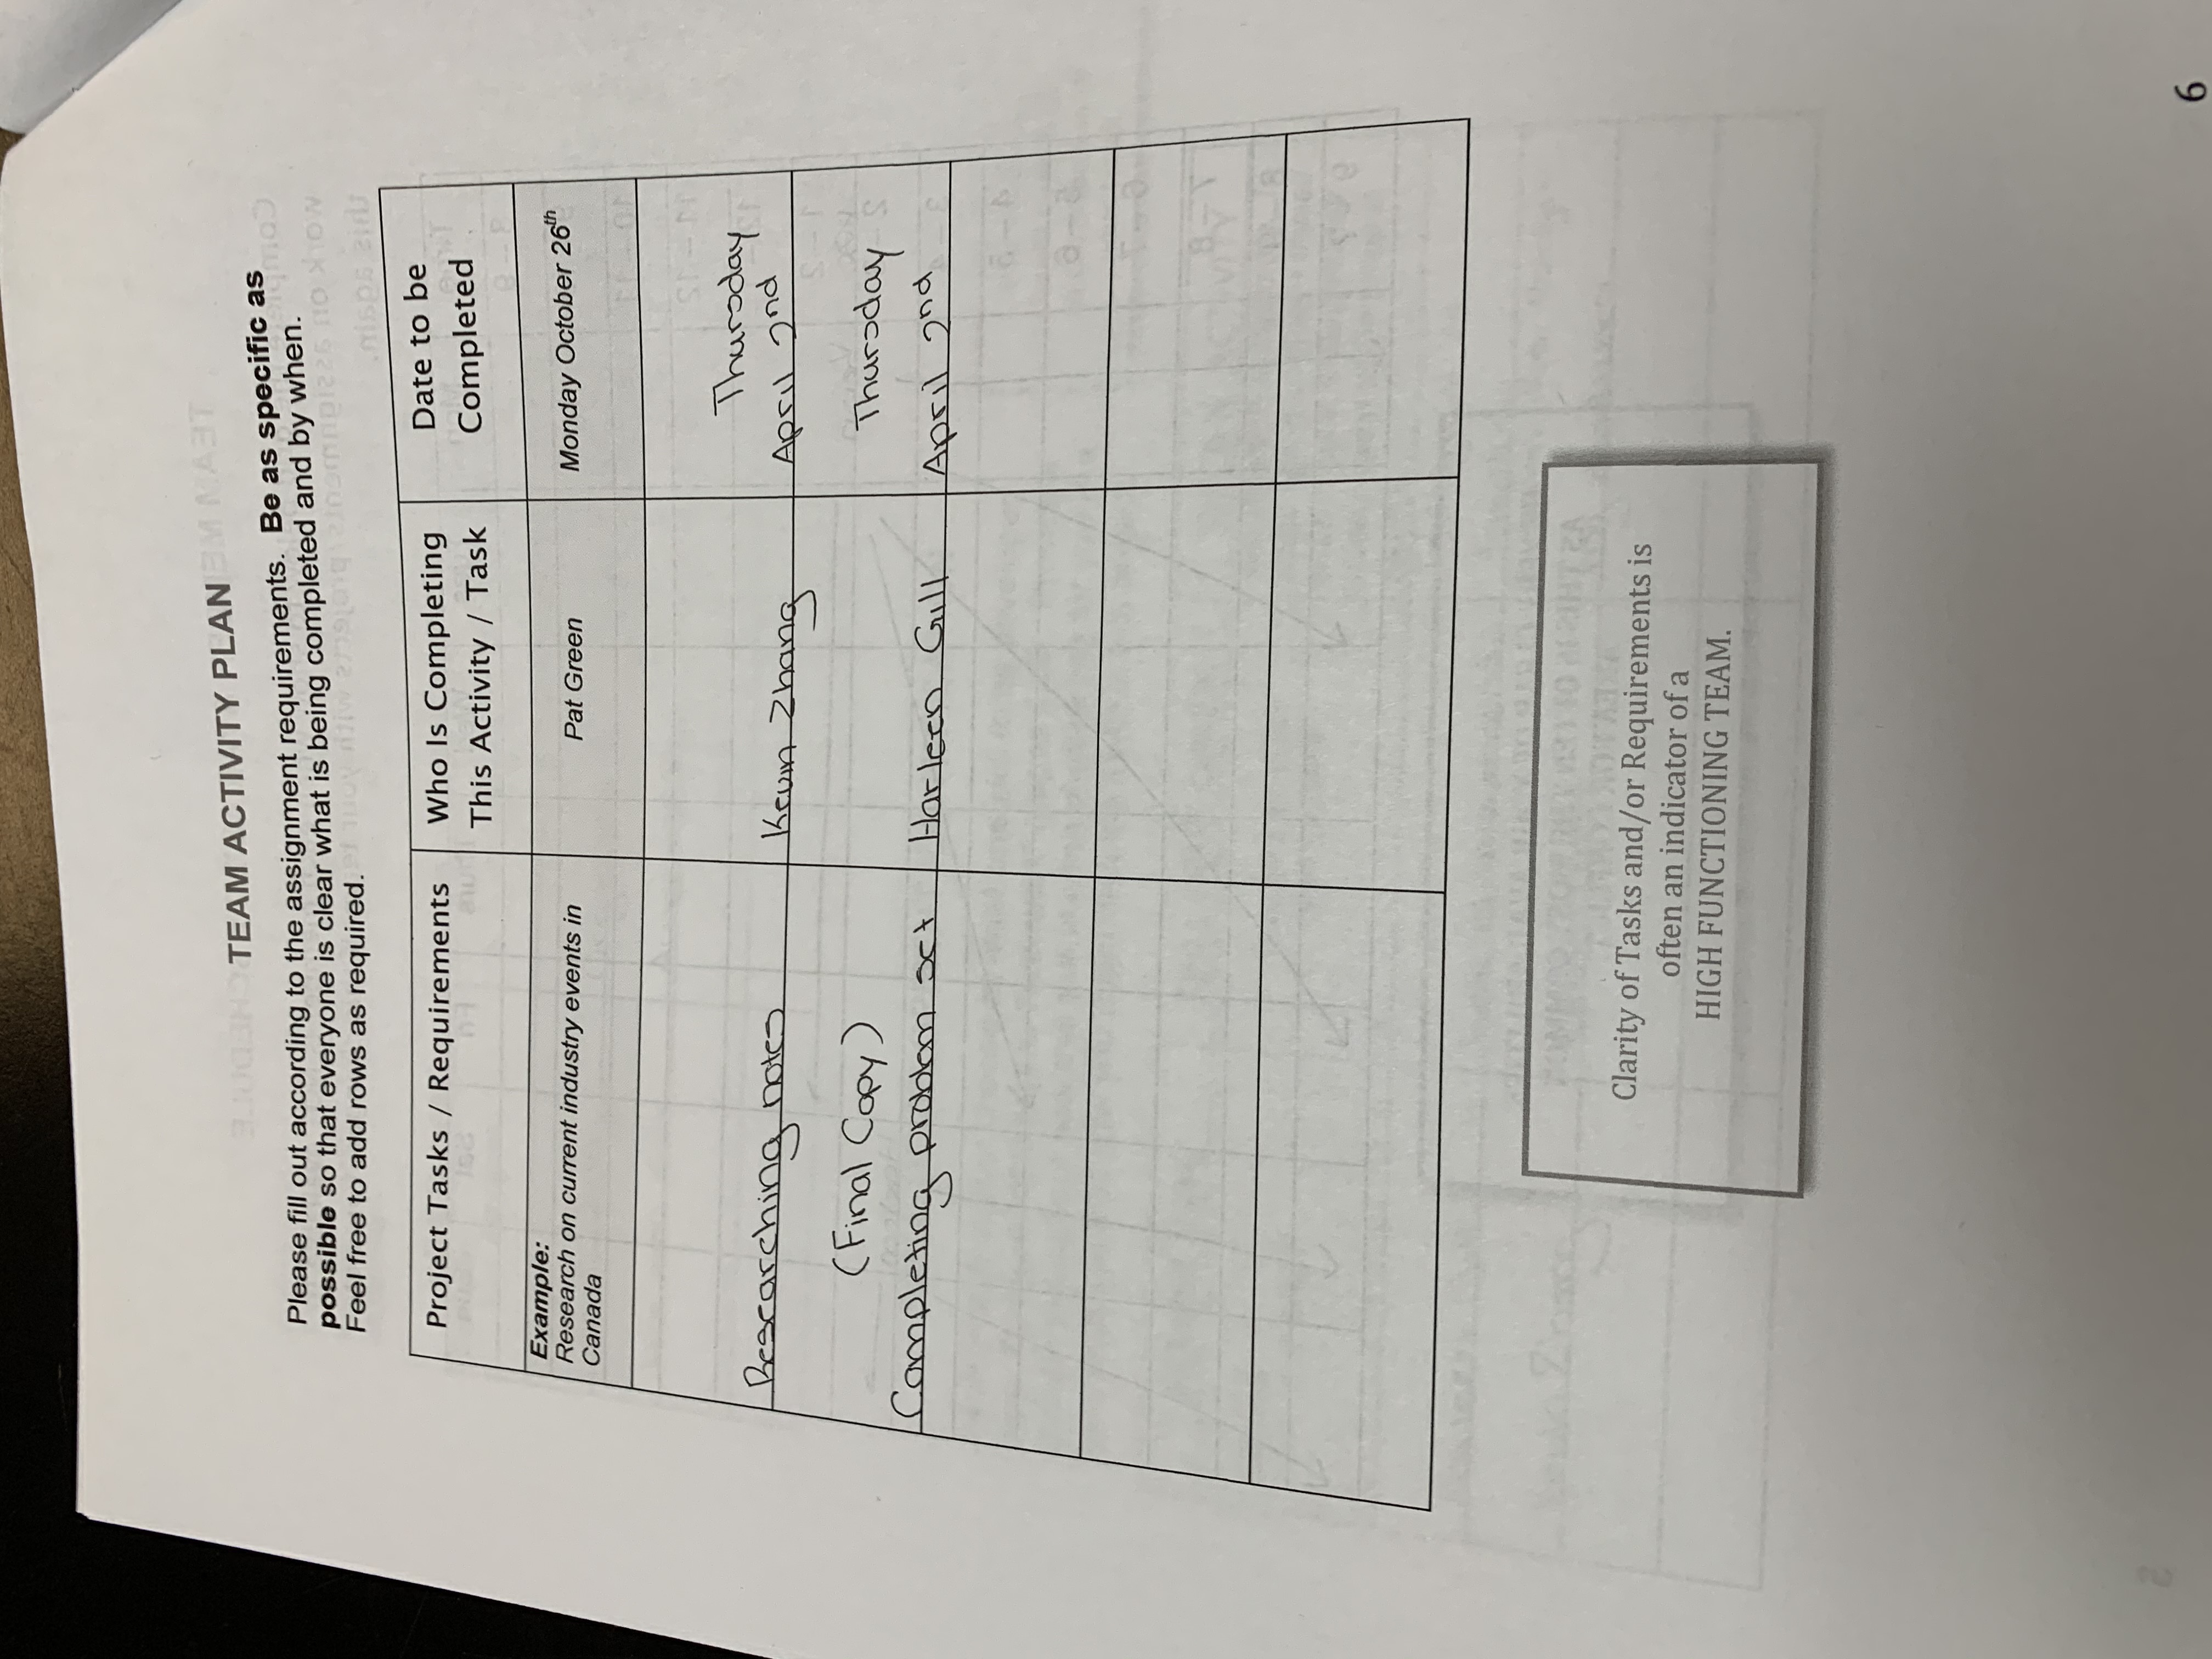 TEAM ACTIVITY PLAN
Please fill out according to the assignment requirements. Be as specific as
possible so that everyone is clear what is being completed and by when.
Feel free to add rows as required.
Project Tasks / Requirements
Who Is Completing
This Activity / Task
Date to be
Completed
Example:
Research on current industry events in
Canada
Pat Green
Monday October 26th
Researching notes
Kevin Zhang
Thursday
April 2nd
(Final Copy)
Completing problem set
Harleen Gill
Thursday
April 2nd
Clarity of Tasks and/or Requirements is
often an indicator of a
HIGH FUNCTIONING TEAM.
6